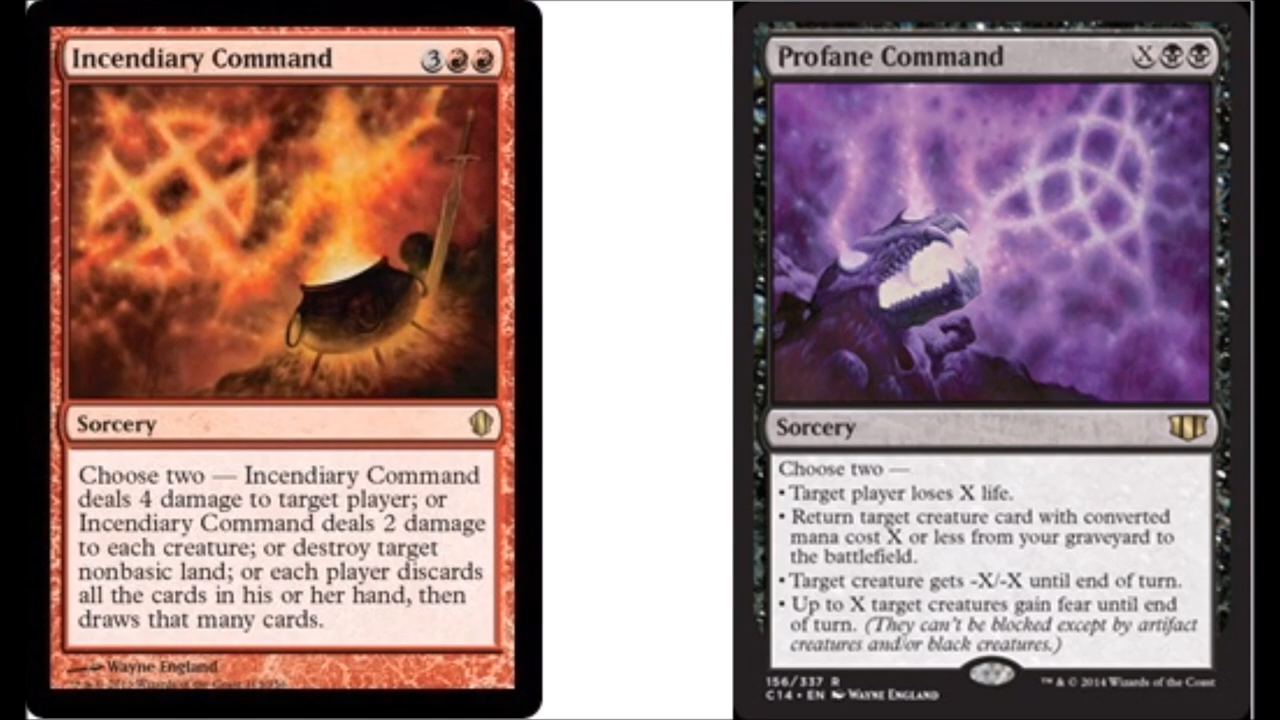 Incendiary Command 3
Sorcery
Choose two — Incendiary Command
deals 4 damage to target player; or
Incendiary Command deals 2 damage
to each creature; or destroy target
nonbasic land; or each player discards
all the cards in his or her hand, then
draws that many cards.
Wayne England
Profane Command X
Sorcery
Choose two —
• Target player loses X life.
• Return target creature card with converted
mana cost X or less from your graveyard to
the battlefield.
• Target creature gets -X/-X until end of turn.
• Up to X target creatures gain fear until end
of turn. (They can't be blocked except by artifact
creatures and/or black creatures.)
156/337 R
C14 • EN Wayne England
™ & © 2014 Wizards of the Coast